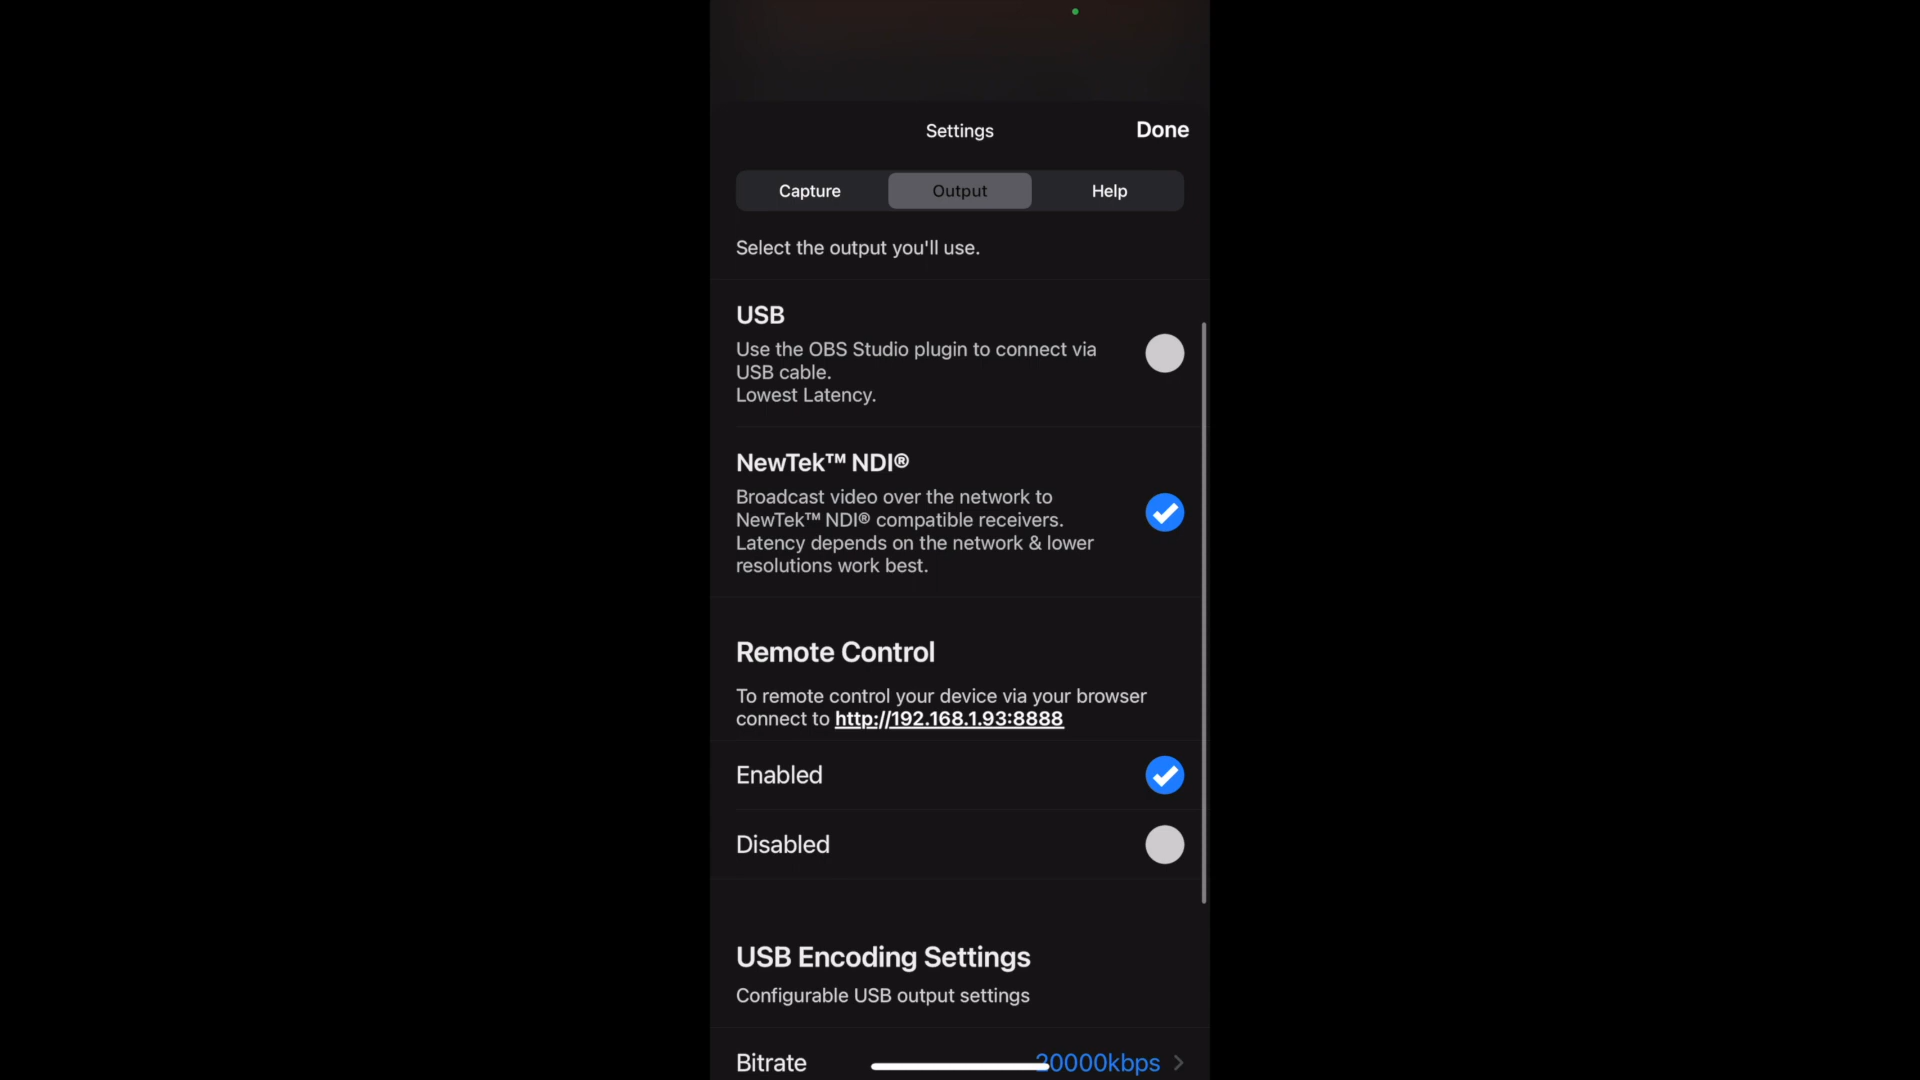 Settings
Done
Capture
Output
Help
Select the output you'll use.
USB
Use the OBS Studio plugin to connect via
USB cable.
Lowest Latency.
NewTek™ NDI®
Broadcast video over the network to
NewTek™ NDI® compatible receivers.
Latency depends on the network & lower
resolutions work best.
Remote Control
To remote control your device via your browser
connect to http://192.168.1.93:8888
Enabled
Disabled
USB Encoding Settings
Configurable USB output settings
Bitrate
20000kbps